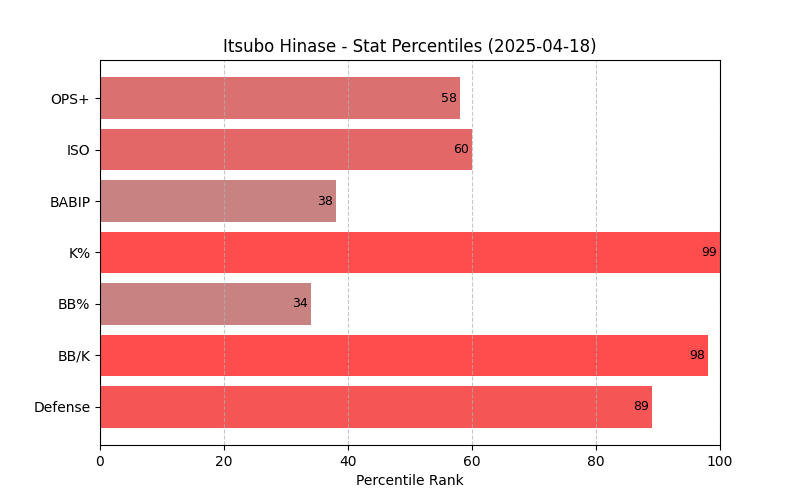 Itsubo Hinase - Stat Percentiles (2025-04-18)
OPS+ 58
ISO 60
BABIP 38
K% 99
BB% 34
BB/K 98
Defense 89
0 20 40 60 80 100
Percentile Rank